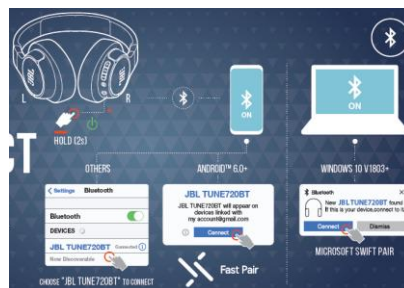 JBL
L
R
HOLD (2s)
CT
ON
ON
OTHERS
ANDROID™ 6.0+
WINDOWS 10 V1803+
Settings Bluetooth
Bluetooth
DEVICES
JBL TUNE720BT Connected
Now Discoverable
CHOOSE "JBL TUNE720BT" TO CONNECT
JBL TUNE720BT
JBL TUNE720BT will appear on
devices linked with
my account@gmail.com
Connect
Fast Pair
Bluetooth
New JBL TUNE720BT found
If this is your device,connect to
Connect Dismiss
MICROSOFT SWIFT PAIR